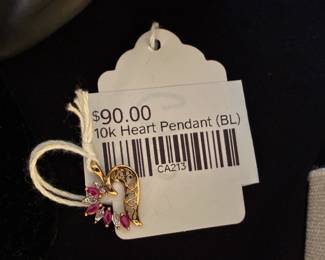 $90.00
10k Heart Pendant (BL)
CA213